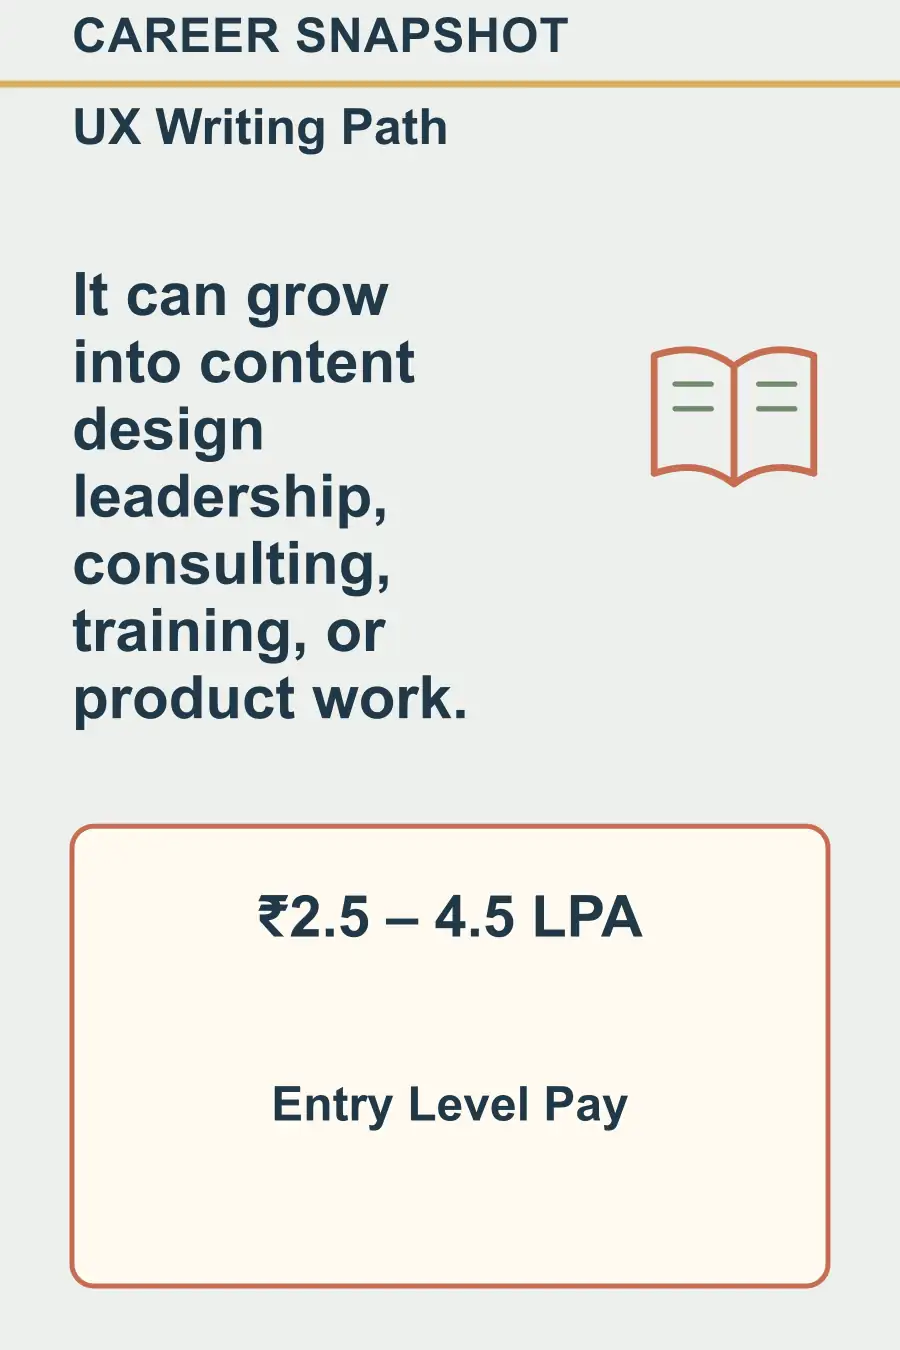 CAREER SNAPSHOT
UX Writing Path
It can grow
into content
design
leadership,
consulting,
training, or
product work.
₹2.5 – 4.5 LPA
Entry Level Pay